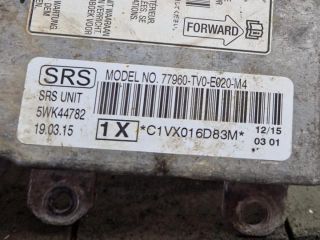 FORWARD
SRS
MODEL NO. 77960-TV0-E020-M4
SRS UNIT
5WK44782
19.03.15
1X
*C1VX016D83M*
12/15
03 01